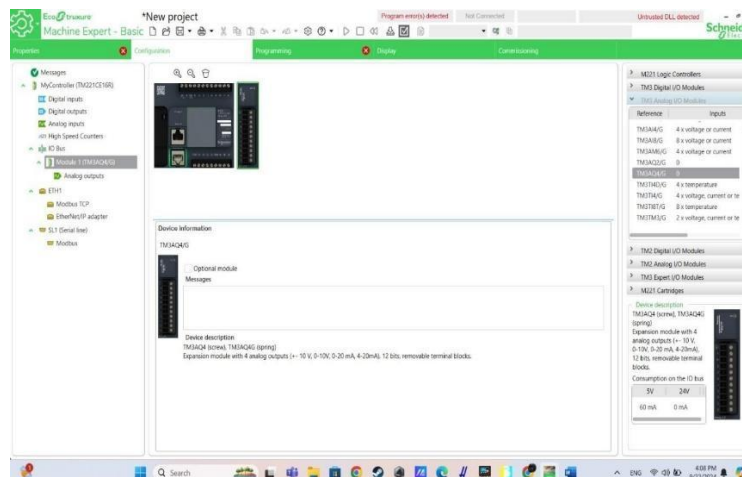 EcoStruxure
Machine Expert - Basic
*New project
Program error(s) detected
Not Connected
Untrusted DLL detected
Schneid
Properties
Configuration
Programming
Display
Commissioning
Messages
MyController (TM221CE16R)
Digital inputs
Digital outputs
Analog inputs
High Speed Counters
IO Bus
Module 1 (TM3AQ4/G)
Analog outputs
ETH1
Modbus TCP
EtherNet/IP adapter
SL1 (Serial line)
Modbus
Device information
TM3AQ4/G
Optional module
Messages
Device description
TM3AQ4 (screw), TM3AQ4G (spring)
Expansion module with 4 analog outputs (+- 10 V, 0-10V, 0-20 mA, 4-20mA), 12 bits, removable terminal blocks.
M221 Logic Controllers
TM3 Digital I/O Modules
TM3 Analog I/O Modules
Reference Inputs
TM3AI4/G 4 x voltage or current
TM3AI8/G 8 x voltage or current
TM3AM6/G 4 x voltage or current
TM3AQ2/G 0
TM3AQ4/G 0
TM3TI4D/G 4 x temperature
TM3TI4/G 4 x voltage, current or te
TM3TI8T/G 8 x temperature
TM3TM3/G 2 x voltage, current or te
TM2 Digital I/O Modules
TM2 Analog I/O Modules
TM3 Expert I/O Modules
M221 Cartridges
Device description
TM3AQ4 (screw), TM3AQ4G
(spring)
Expansion module with 4
analog outputs (+- 10 V,
0-10V, 0-20 mA, 4-20mA),
12 bits, removable terminal
blocks.
Consumption on the IO bus
5V 24V
60 mA 0 mA
Search
ENG
4:08 PM